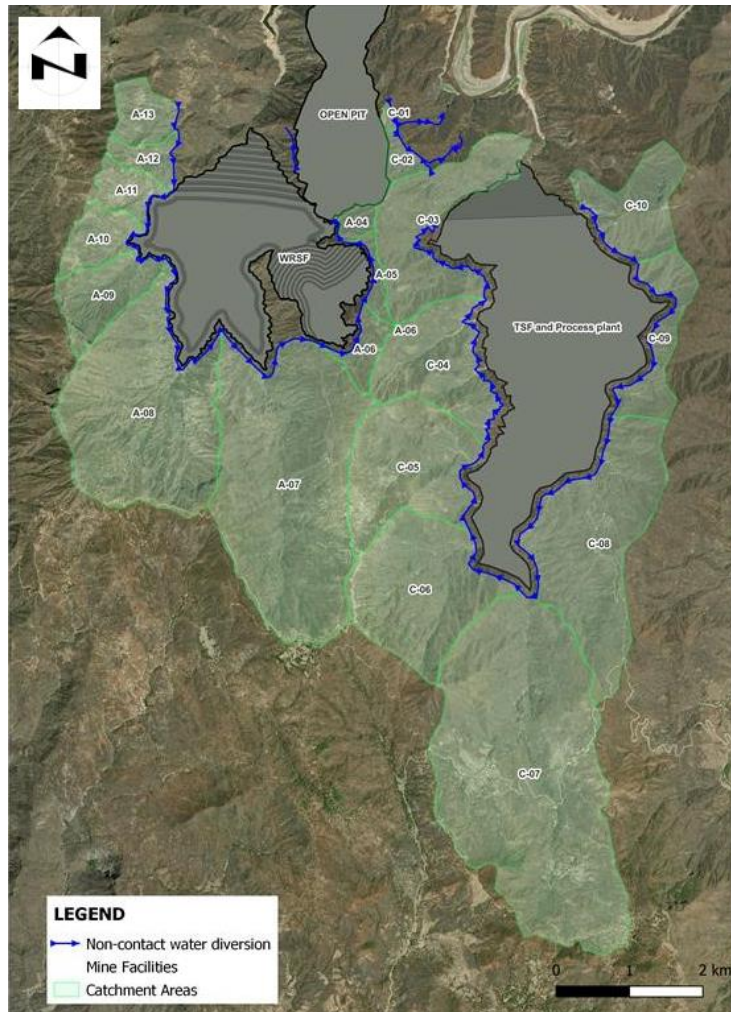 N
OPEN PIT
C-01
A-13
C-02
A-12
A-11
C-10
A-04
C-03
A-10
WRSF
A-05
A-09
A-06
TSF and Process plant
C-09
A-06
C-04
A-08
C-05
A-07
C-08
C-06
C-07
LEGEND
Non-contact water diversion
Mine Facilities
Catchment Areas
0 1 2 km